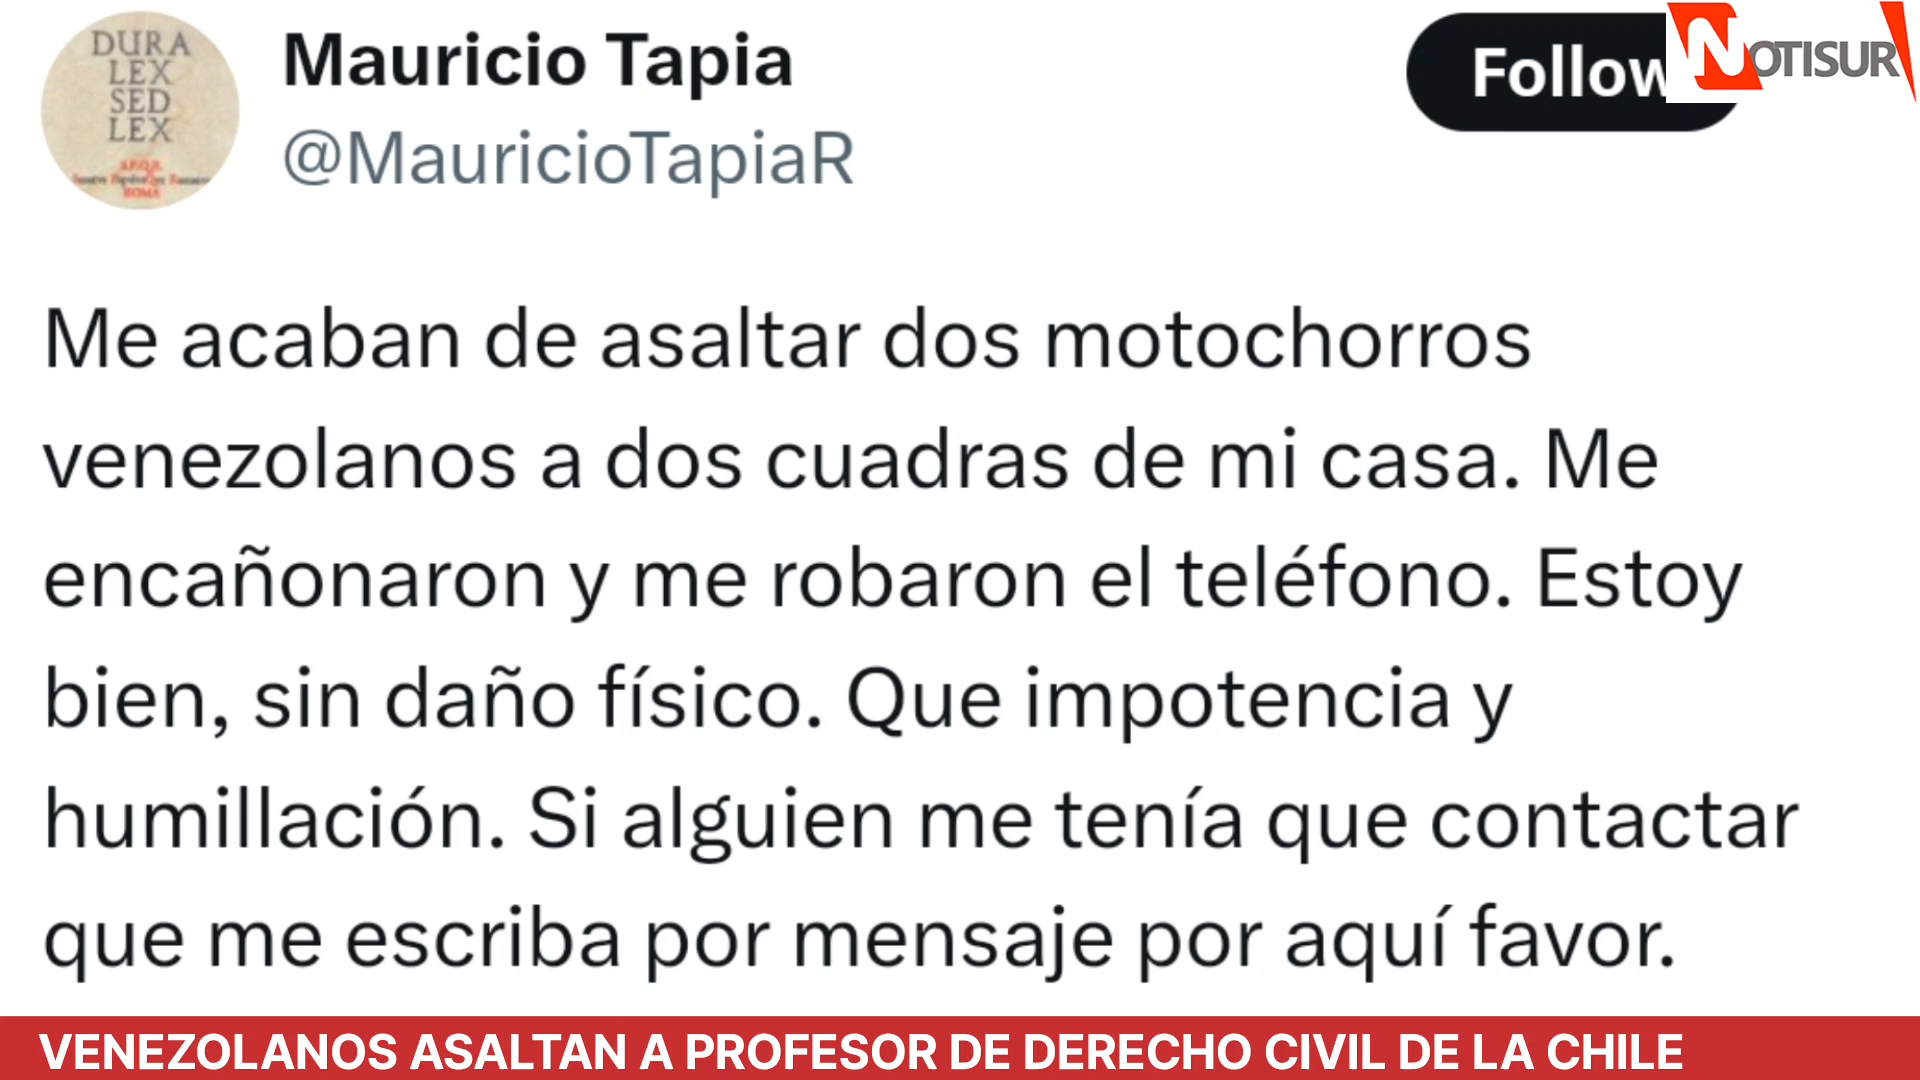 DURA
LEX
SED
LEX
S.P.Q.R.
ROMA
Mauricio Tapia
@MauricioTapiaR
Follow
NOTISUR
Me acaban de asaltar dos motochorros
venezolanos a dos cuadras de mi casa. Me
encañonaron y me robaron el teléfono. Estoy
bien, sin daño físico. Que impotencia y
humillación. Si alguien me tenía que contactar
que me escriba por mensaje por aquí favor.
VENEZOLANOS ASALTAN A PROFESOR DE DERECHO CIVIL DE LA CHILE